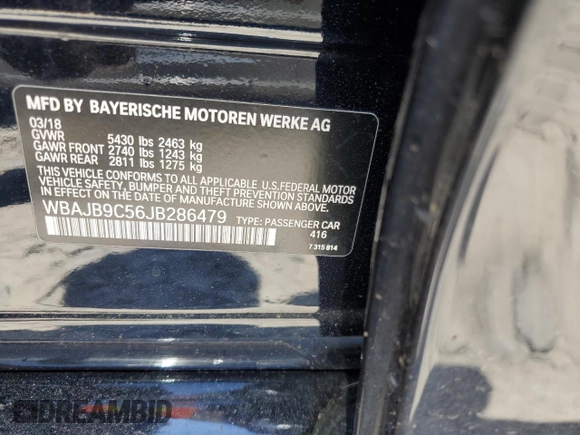 MFD BY BAYERISCHE MOTOREN WERKE AG
03/18
GVWR 5430 lbs 2463 kg
GAWR FRONT 2740 lbs 1243 kg
GAWR REAR 2811 lbs 1275 kg
THIS VEHICLE CONFORMS TO ALL APPLICABLE U.S.FEDERAL MOTOR
VEHICLE SAFETY, BUMPER AND THEFT PREVENTION STANDARDS
IN EFFECT ON THE DATE OF MANUFACTURE SHOWN ABOVE.
WBAJB9C56JB286479 TYPE: PASSENGER CAR
416
7 315 814
DREAMBID